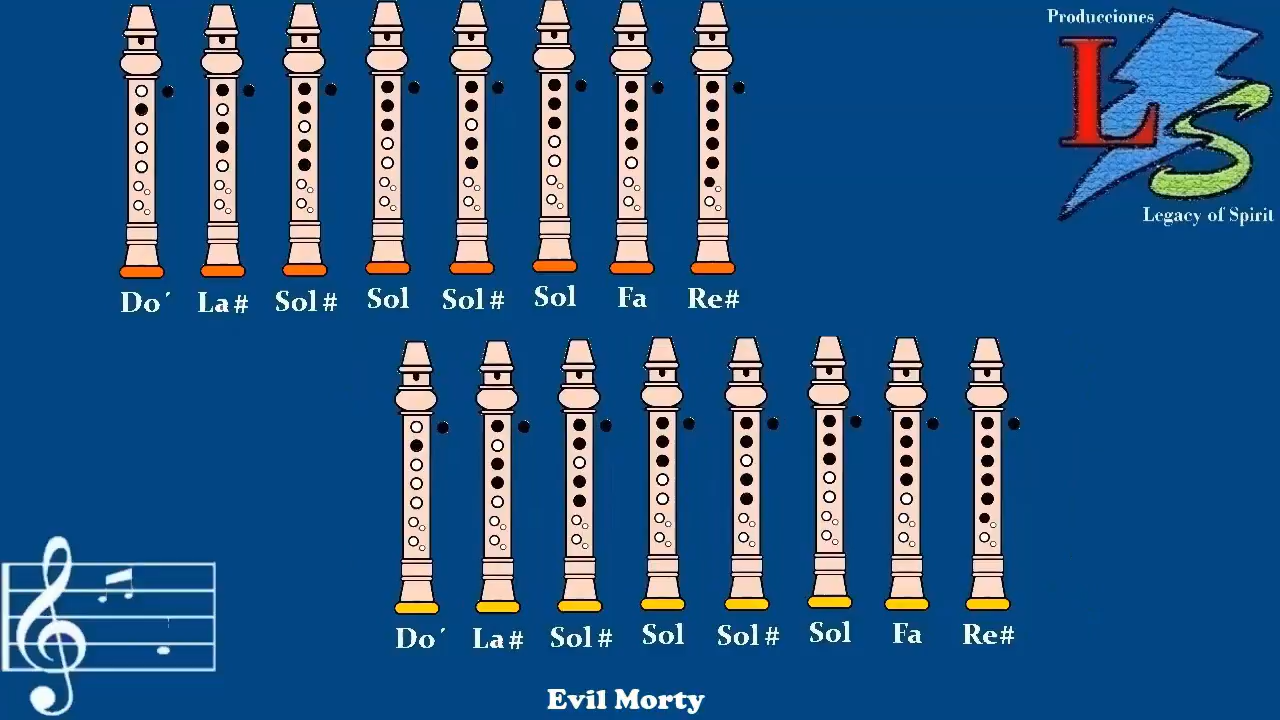 Producciones
LS
Legacy of Spirit
Do´ La# Sol# Sol Sol# Sol Fa Re#
Do´ La# Sol# Sol Sol# Sol Fa Re#
Evil Morty